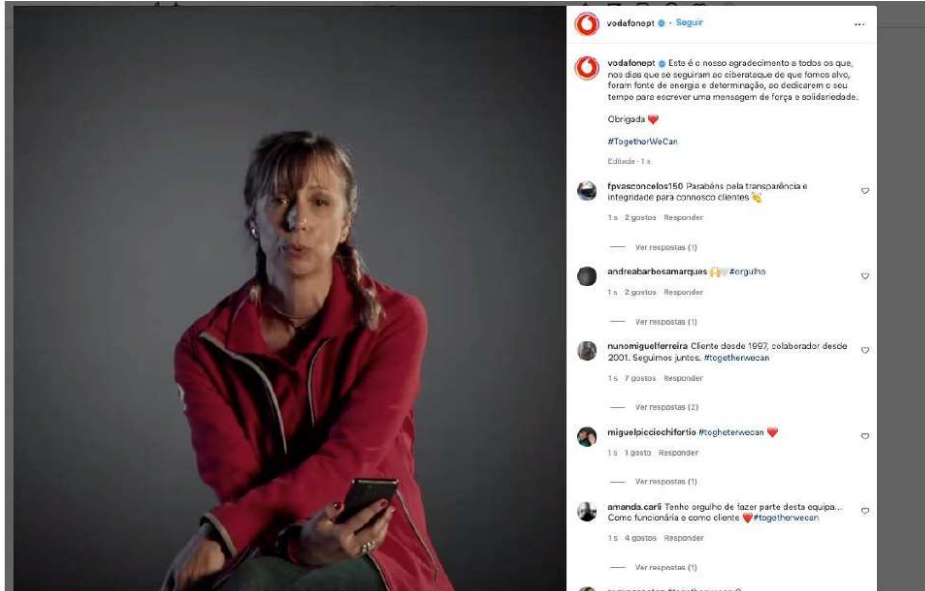 vodafonept • Seguir
vodafonept Este é o nosso agradecimento a todos os que,
nos dias que se seguiram ao ciberataque de que fomos alvo,
foram fonte de energia e determinação, ao dedicarem o seu
tempo para escrever uma mensagem de força e solidariedade.
Obrigada ❤️
#TogetherWeCan
Editada · 1 s
fpvasconcelos150 Parabéns pela transparência e
integridade para connosco clientes 👏
1 s 2 gostos Responder
Ver respostas (1)
andreabarbosamarques 🙌🤍 #orgulho
1 s 2 gostos Responder
Ver respostas (1)
nunomiguelferreira Cliente desde 1997, colaborador desde
2001. Seguimos juntos. #togetherwecan
1 s 7 gostos Responder
Ver respostas (2)
miguelpicciochifortio #togheterwecan ❤️
1 s 1 gosto Responder
Ver respostas (1)
amanda.carli Tenho orgulho de fazer parte desta equipa...
Como funcionária e como cliente ❤️#togetherwecan
1 s 4 gostos Responder
Ver respostas (1)